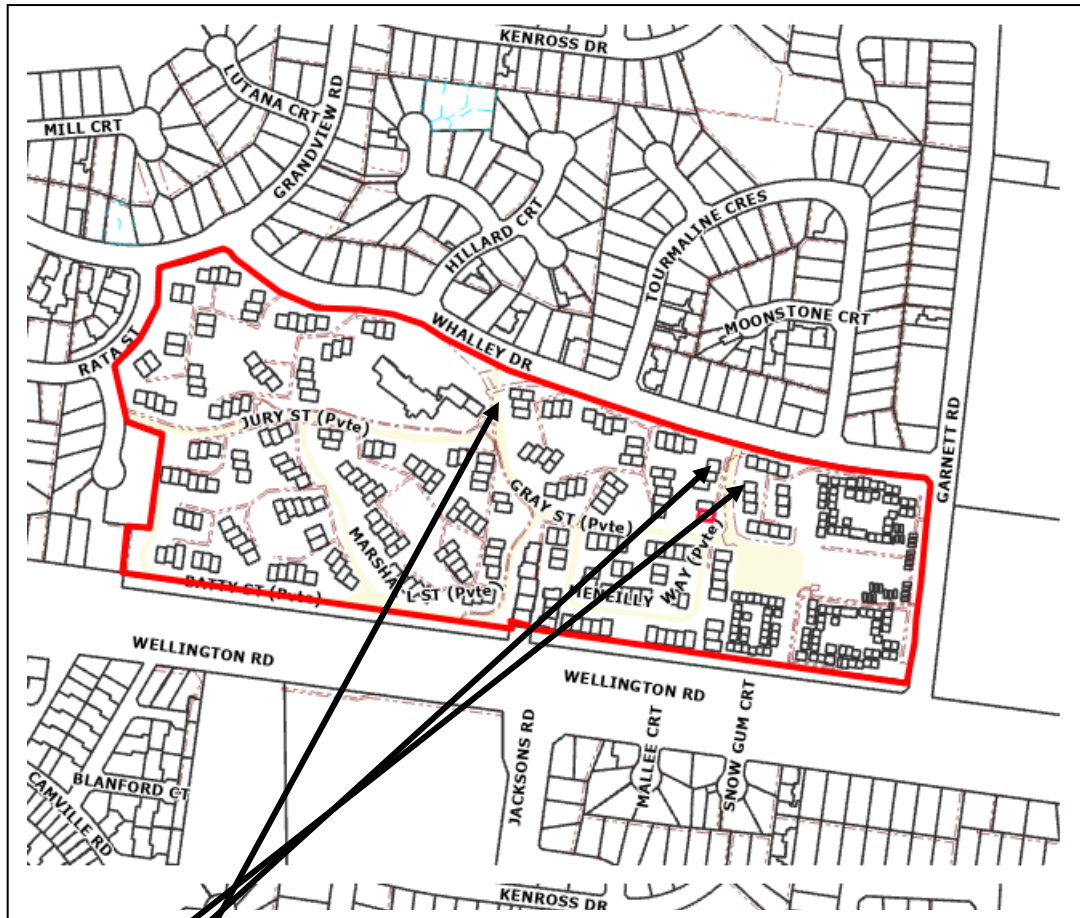 KENROSS DR
LUTANA CRT
MILL CRT
GRANDVIEW RD
HILLARD CRT
TOURMALINE CRES
MOONSTONE CRT
WHALLEY DR
RATA ST
GARNETT RD
JURY ST (Pvte)
GRAY ST (Pvte)
MARSHA
L ST (Pvte)
BATTY ST (Pvte)
MENEILLY
WAY (Pvte)
WELLINGTON RD
WELLINGTON RD
JACKSONS RD
MALLEE CRT
SNOW GUM CRT
BLANFORD CT
CAMVILLE RD
KENROSS DR